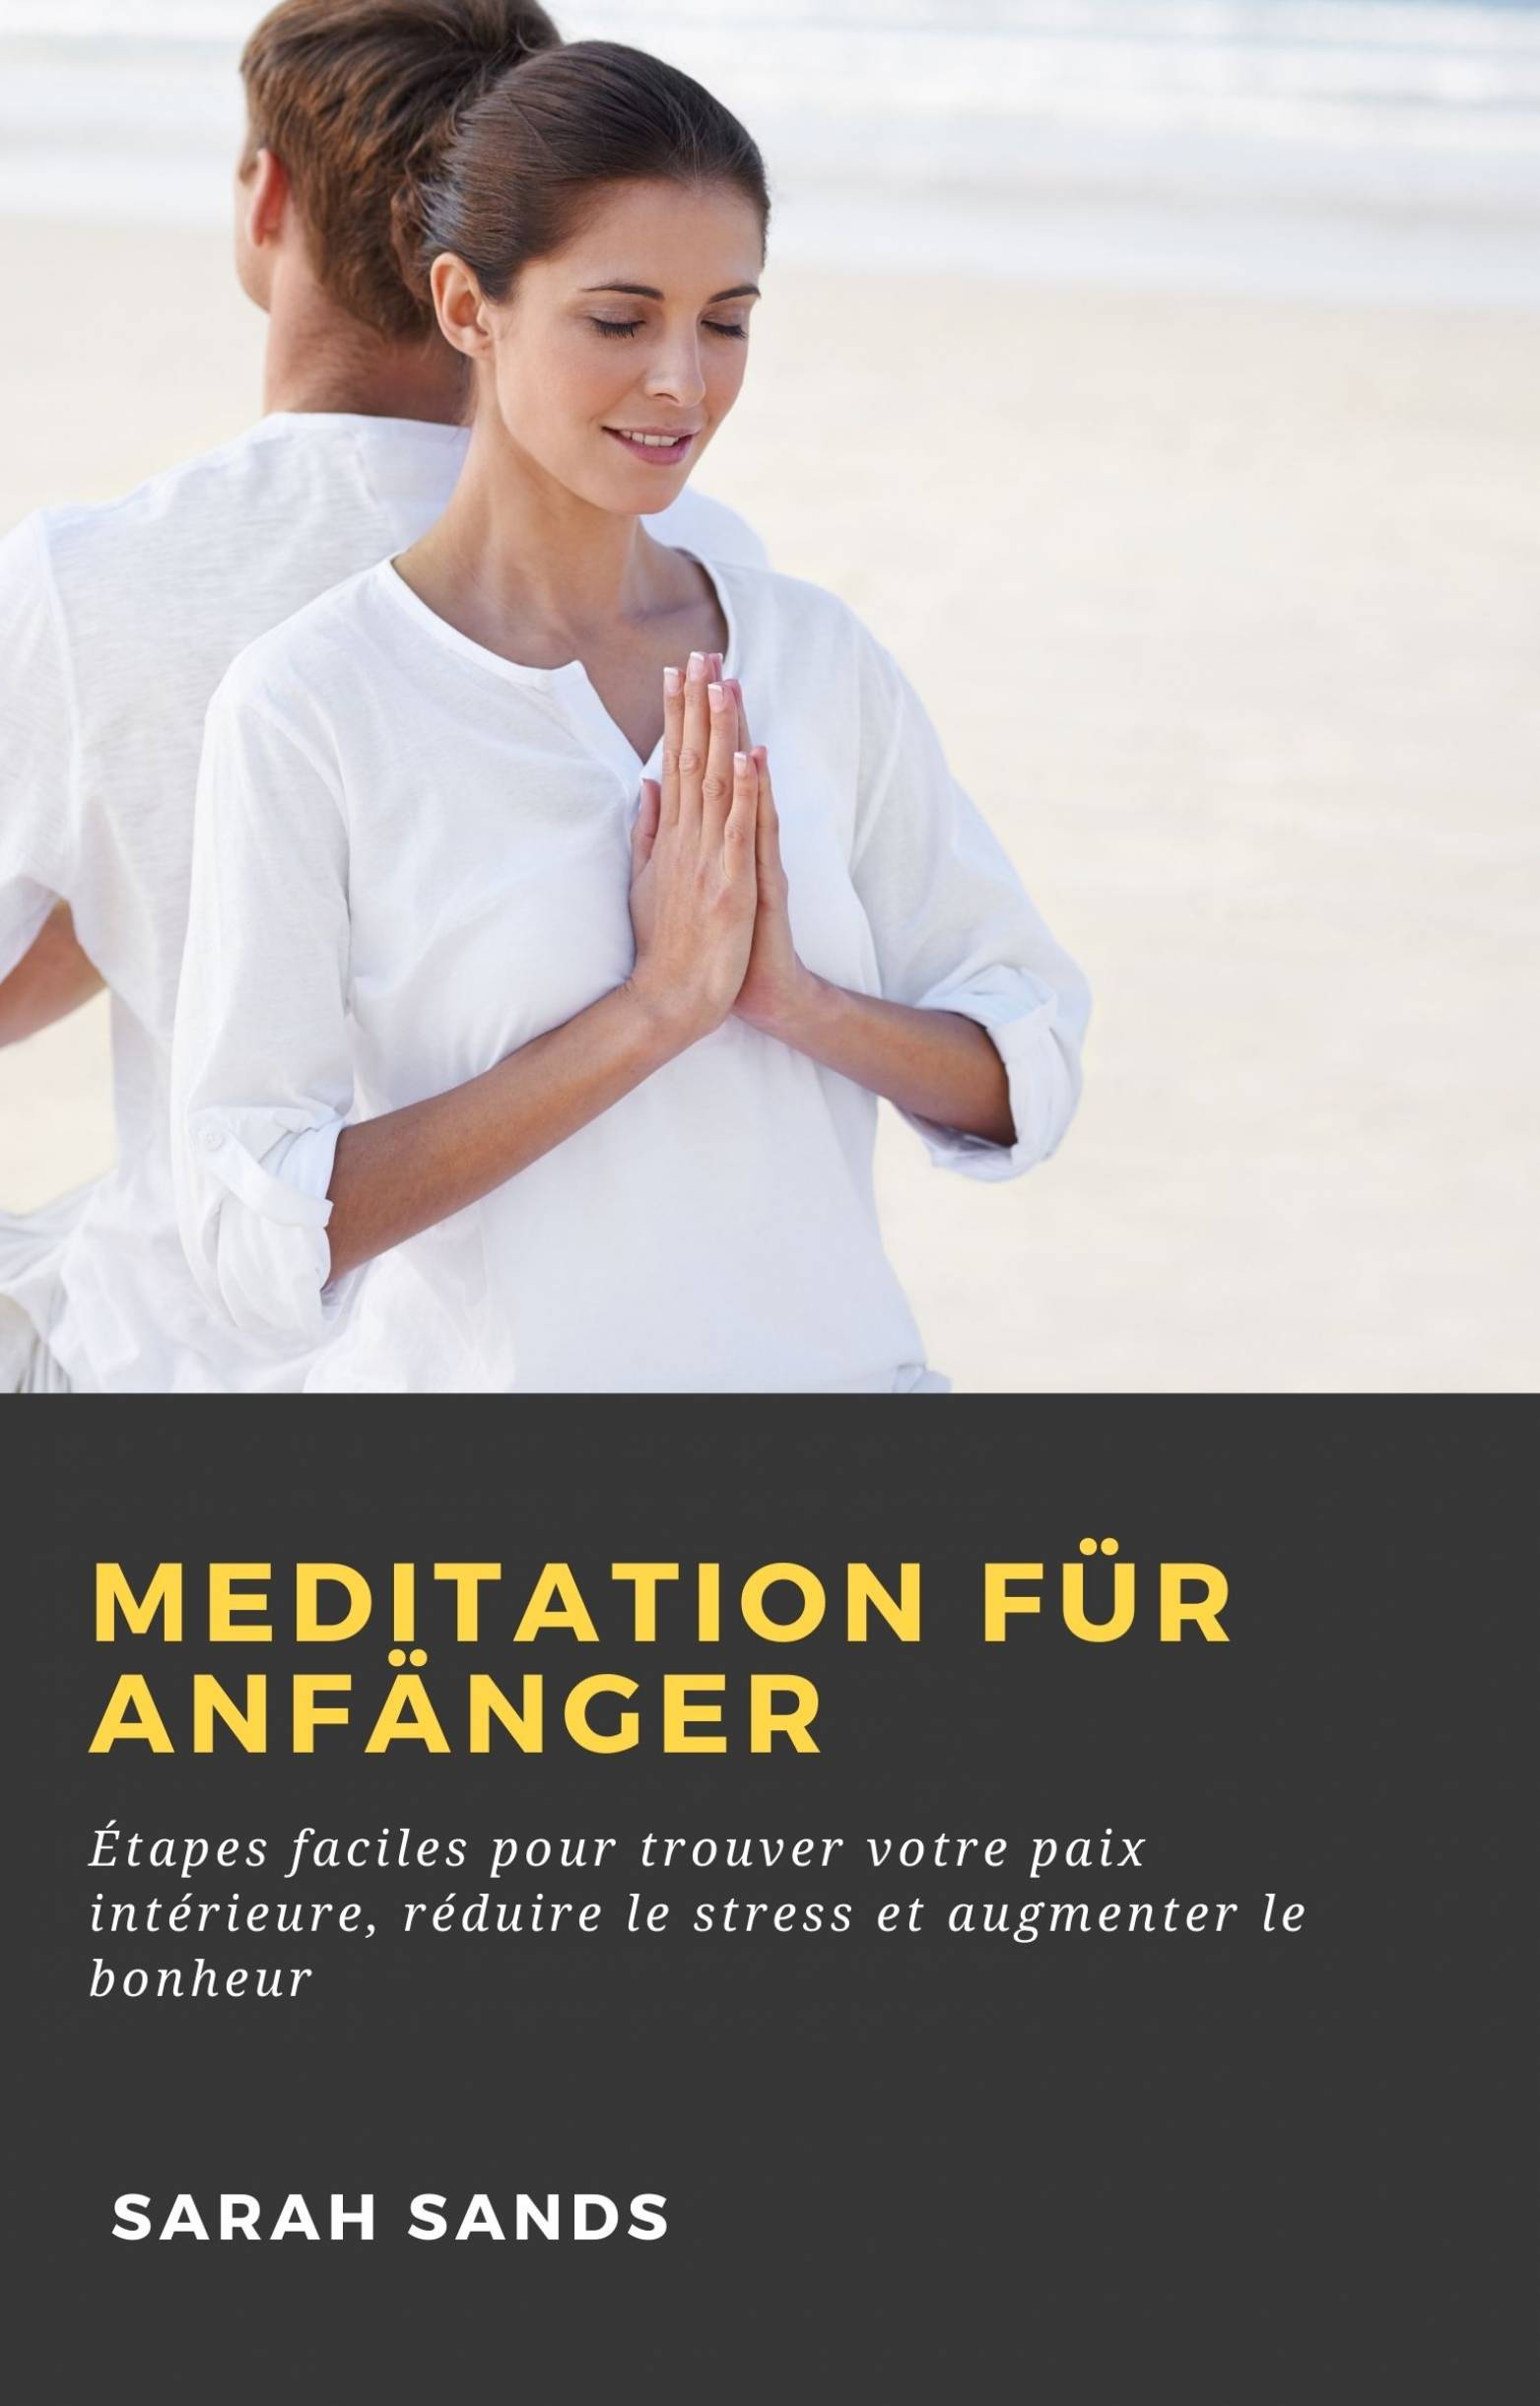 MEDITATION FÜR
ANFÄNGER
Étapes faciles pour trouver votre paix
intérieure, réduire le stress et augmenter le
bonheur
SARAH SANDS